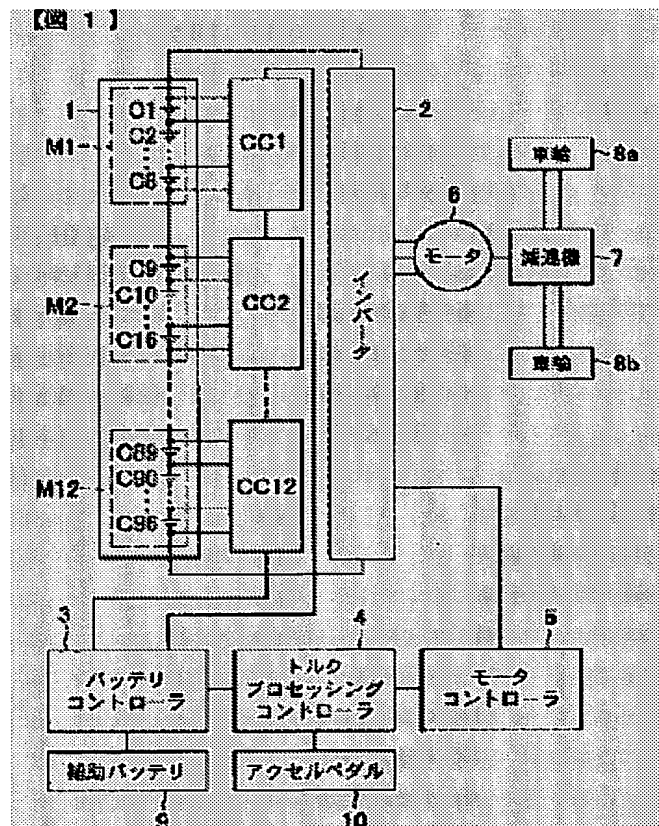 【図 1】
1
C1
C2
M1
C8
CC1
2
6
モータ
車輪
8a
減速機
7
車輪
8b
C9
C10
M2
C16
CC2
インバータ
C89
C90
M12
C96
CC12
3
バッテリ
コントローラ
4
トルク
プロセッシング
コントローラ
5
モータ
コントローラ
補助バッテリ
9
アクセルペダル
10